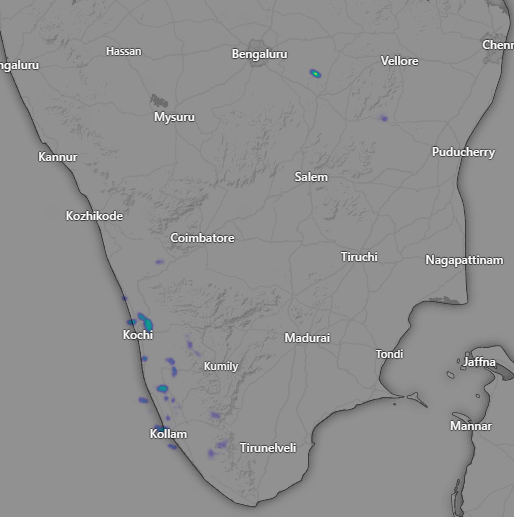 Hassan
Bengaluru
Chenn
ngaluru
Vellore
Mysuru
Kannur
Puducherry
Salem
Kozhikode
Coimbatore
Tiruchi
Nagapattinam
Kochi
Madurai
Tondi
Kumily
Jaffna
Mannar
Kollam
Tirunelveli